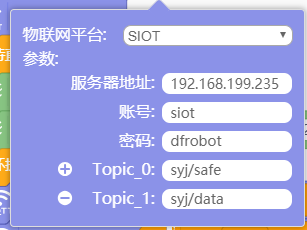 物联网平台: SIOT
参数:
服务器地址: 192.168.199.235
账号: siot
密码: dfrobot
Topic_0: syj/safe
Topic_1: syj/data